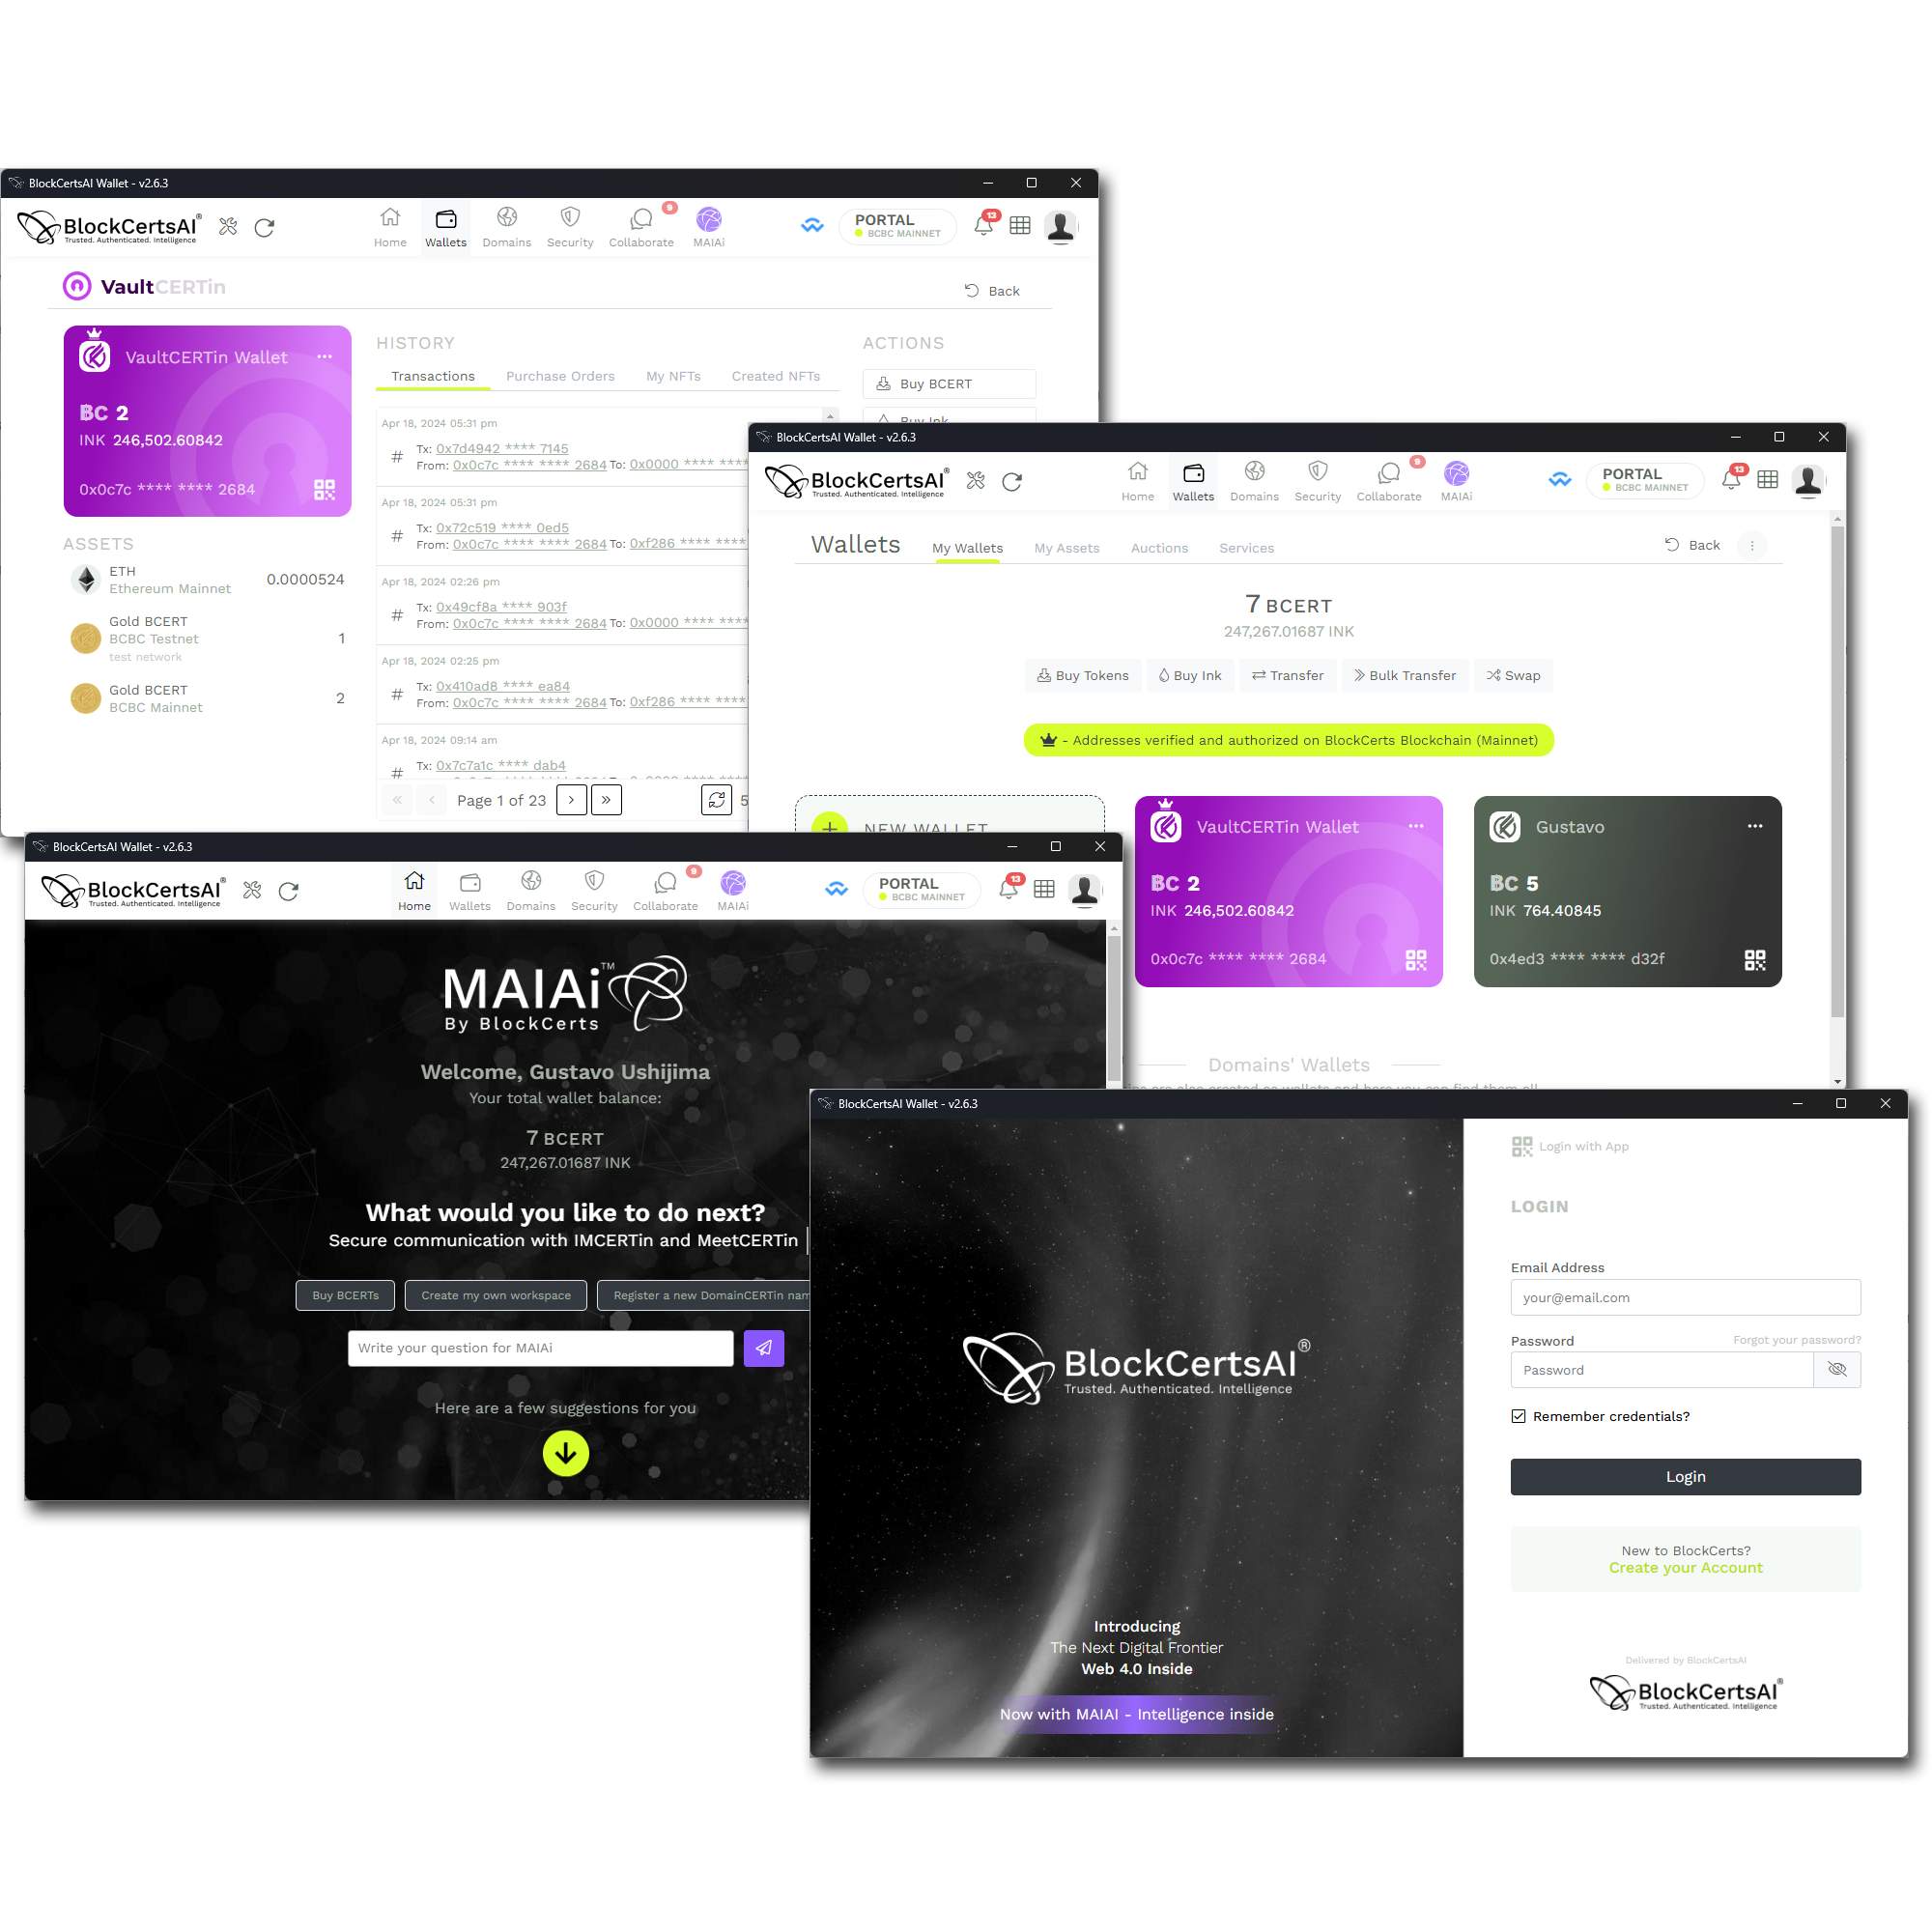 BlockCertsAI Wallet - v2.6.3
BlockCertsAI®
Trusted. Authenticated. Intelligence
Home
Wallets
Domains
Security
9
Collaborate
MAIAi
PORTAL
BCBC MAINNET
13
VaultCERTin
Back
VaultCERTin Wallet
BC 2
INK 246,502.60842
0x0c7c **** **** 2684
ASSETS
ETH
Ethereum Mainnet
0.0000524
Gold BCERT
BCBC Testnet
test network
1
Gold BCERT
BCBC Mainnet
2
HISTORY
Transactions
Purchase Orders
My NFTs
Created NFTs
Apr 18, 2024 05:31 pm
# Tx: 0x7d4942 **** 7145
From: 0x0c7c **** **** 2684 To: 0x0000 **** ****
Apr 18, 2024 05:31 pm
# Tx: 0x72c519 **** 0ed5
From: 0x0c7c **** **** 2684 To: 0xf286 **** ****
Apr 18, 2024 02:26 pm
# Tx: 0x49cf8a **** 903f
From: 0x0c7c **** **** 2684 To: 0x0000 **** ****
Apr 18, 2024 02:25 pm
# Tx: 0x410ad8 **** ea84
From: 0x0c7c **** **** 2684 To: 0xf286 **** ****
Apr 18, 2024 09:14 am
# Tx: 0x7c7a1c **** dab4
« ‹ Page 1 of 23 › »
5
ACTIONS
Buy BCERT
Buy Ink
BlockCertsAI Wallet - v2.6.3
BlockCertsAI®
Trusted. Authenticated. Intelligence
Home
Wallets
Domains
Security
9
Collaborate
MAIAi
PORTAL
BCBC MAINNET
13
Wallets
My Wallets
My Assets
Auctions
Services
Back
7 BCERT
247,267.01687 INK
Buy Tokens
Buy Ink
Transfer
Bulk Transfer
Swap
- Addresses verified and authorized on BlockCerts Blockchain (Mainnet)
NEW WALLET
VaultCERTin Wallet
BC 2
INK 246,502.60842
0x0c7c **** **** 2684
Gustavo
BC 5
INK 764.40845
0x4ed3 **** **** d32f
Domains' Wallets
are also created as wallets and here you can find them all
BlockCertsAI Wallet - v2.6.3
BlockCertsAI®
Trusted. Authenticated. Intelligence
Home
Wallets
Domains
Security
9
Collaborate
MAIAi
PORTAL
BCBC MAINNET
13
MAIAi™
By BlockCerts
Welcome, Gustavo Ushijima
Your total wallet balance:
7 BCERT
247,267.01687 INK
What would you like to do next?
Secure communication with IMCERTin and MeetCERTin
Buy BCERTs
Create my own workspace
Register a new DomainCERTin nam
Write your question for MAIAi
Here are a few suggestions for you
BlockCertsAI Wallet - v2.6.3
BlockCertsAI®
Trusted. Authenticated. Intelligence
Introducing
The Next Digital Frontier
Web 4.0 Inside
Now with MAIAI - Intelligence inside
Login with App
LOGIN
Email Address
your@email.com
Password
Forgot your password?
Password
Remember credentials?
Login
New to BlockCerts?
Create your Account
Delivered by BlockCertsAI
BlockCertsAI®
Trusted. Authenticated. Intelligence